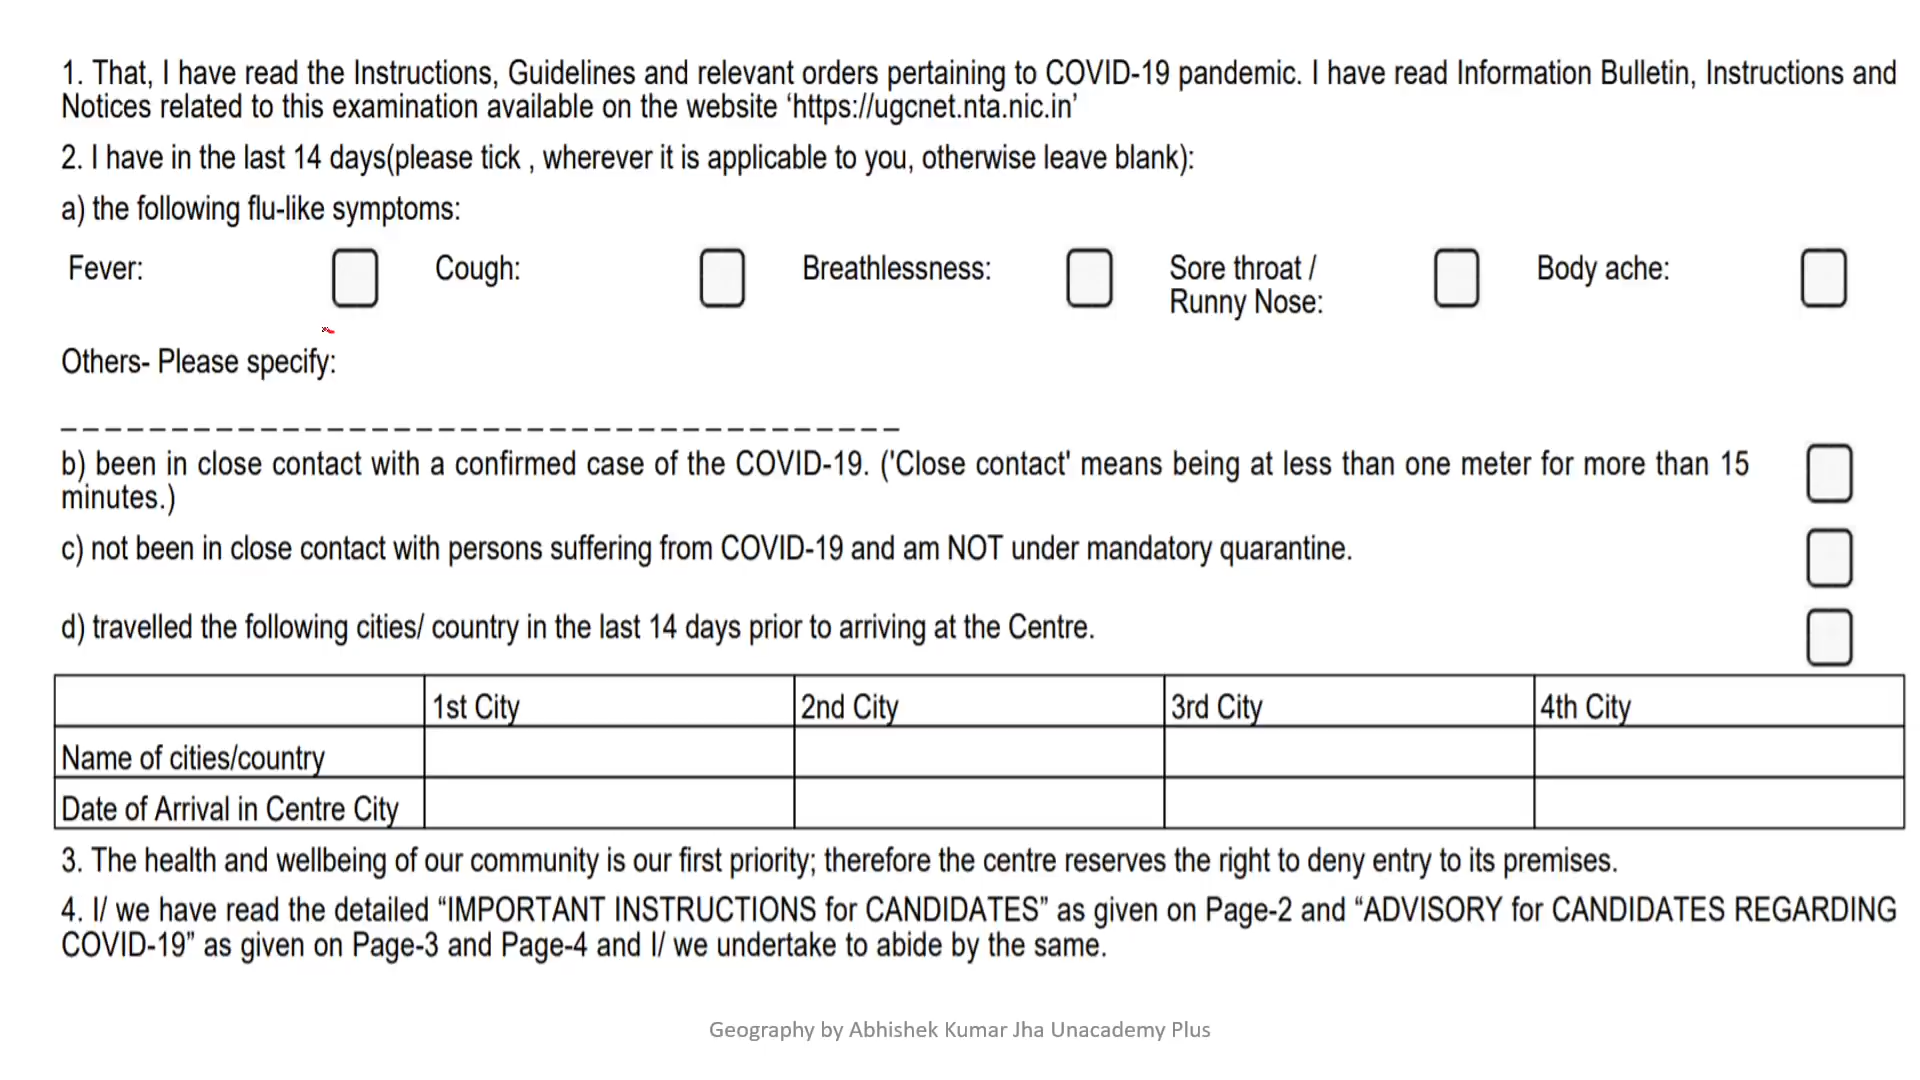 1. That, I have read the Instructions, Guidelines and relevant orders pertaining to COVID-19 pandemic. I have read Information Bulletin, Instructions and
Notices related to this examination available on the website ‘https://ugcnet.nta.nic.in’
2. I have in the last 14 days(please tick , wherever it is applicable to you, otherwise leave blank):
a) the following flu-like symptoms:
Fever: Cough: Breathlessness: Sore throat / Body ache:
Runny Nose:
Others- Please specify:
b) been in close contact with a confirmed case of the COVID-19. ('Close contact' means being at less than one meter for more than 15
minutes.)
c) not been in close contact with persons suffering from COVID-19 and am NOT under mandatory quarantine.
d) travelled the following cities/ country in the last 14 days prior to arriving at the Centre.
1st City 2nd City 3rd City 4th City
Name of cities/country
Date of Arrival in Centre City
3. The health and wellbeing of our community is our first priority; therefore the centre reserves the right to deny entry to its premises.
4. I/ we have read the detailed “IMPORTANT INSTRUCTIONS for CANDIDATES” as given on Page-2 and “ADVISORY for CANDIDATES REGARDING
COVID-19” as given on Page-3 and Page-4 and I/ we undertake to abide by the same.
Geography by Abhishek Kumar Jha Unacademy Plus